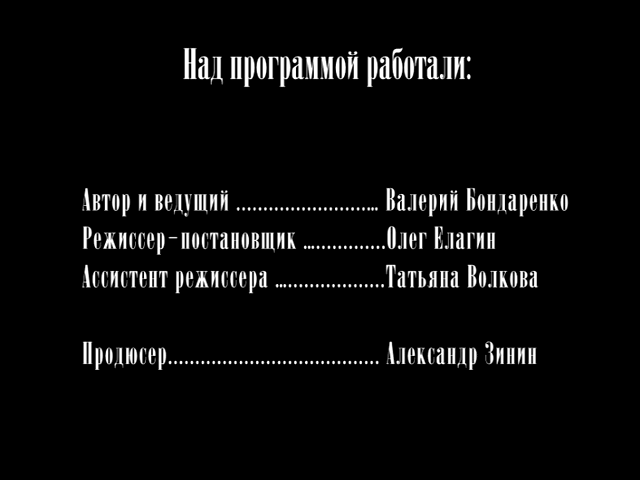 Над программой работали:
Автор и ведущий ........................... Валерий Бондаренко
Режиссер-постановщик ...............Олег Елагин
Ассистент режиссера ....................Татьяна Волкова
Продюсер....................................... Александр Зинин